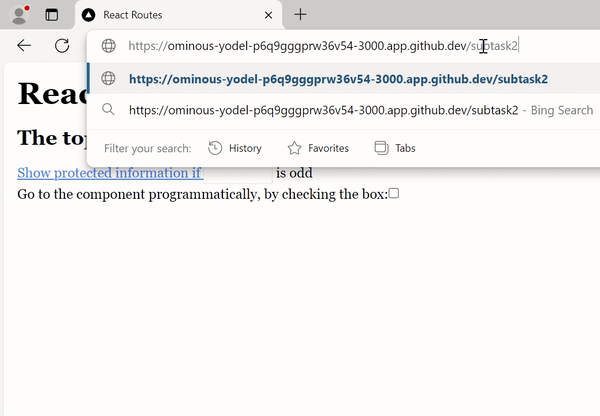 React Routes
https://ominous-yodel-p6q9gggprw36v54-3000.app.github.dev/subtask2
https://ominous-yodel-p6q9gggprw36v54-3000.app.github.dev/subtask2
https://ominous-yodel-p6q9gggprw36v54-3000.app.github.dev/subtask2 - Bing Search
Filter your search: History Favorites Tabs
The
Show protected information if is odd
Go to the component programmatically, by checking the box: